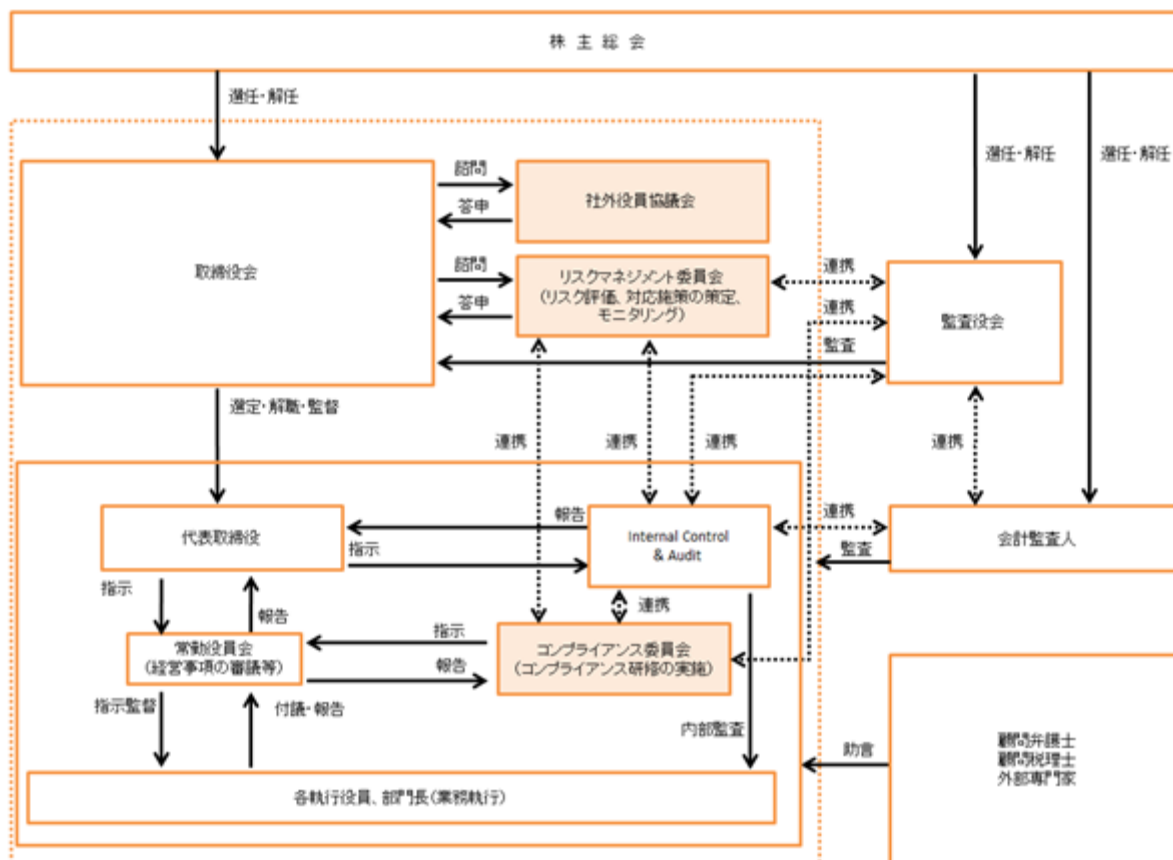 株 主 総 会
選任・解任
選任・解任
選任・解任
取締役会
諮問
答申
社外役員協議会
諮問
答申
リスクマネジメント委員会
(リスク評価、対応施策の策定、
モニタリング)
連携
連携
監査
監査役会
選定・解職・監督
連携
連携
連携
連携
代表取締役
報告
指示
Internal Control
& Audit
連携
監査
会計監査人
指示
報告
連携
常勤役員会
(経営事項の審議等)
指示
報告
コンプライアンス委員会
(コンプライアンス研修の実施)
指示監督
付議・報告
内部監査
助言
顧問弁護士
顧問税理士
外部専門家
各執行役員、部門長(業務執行)